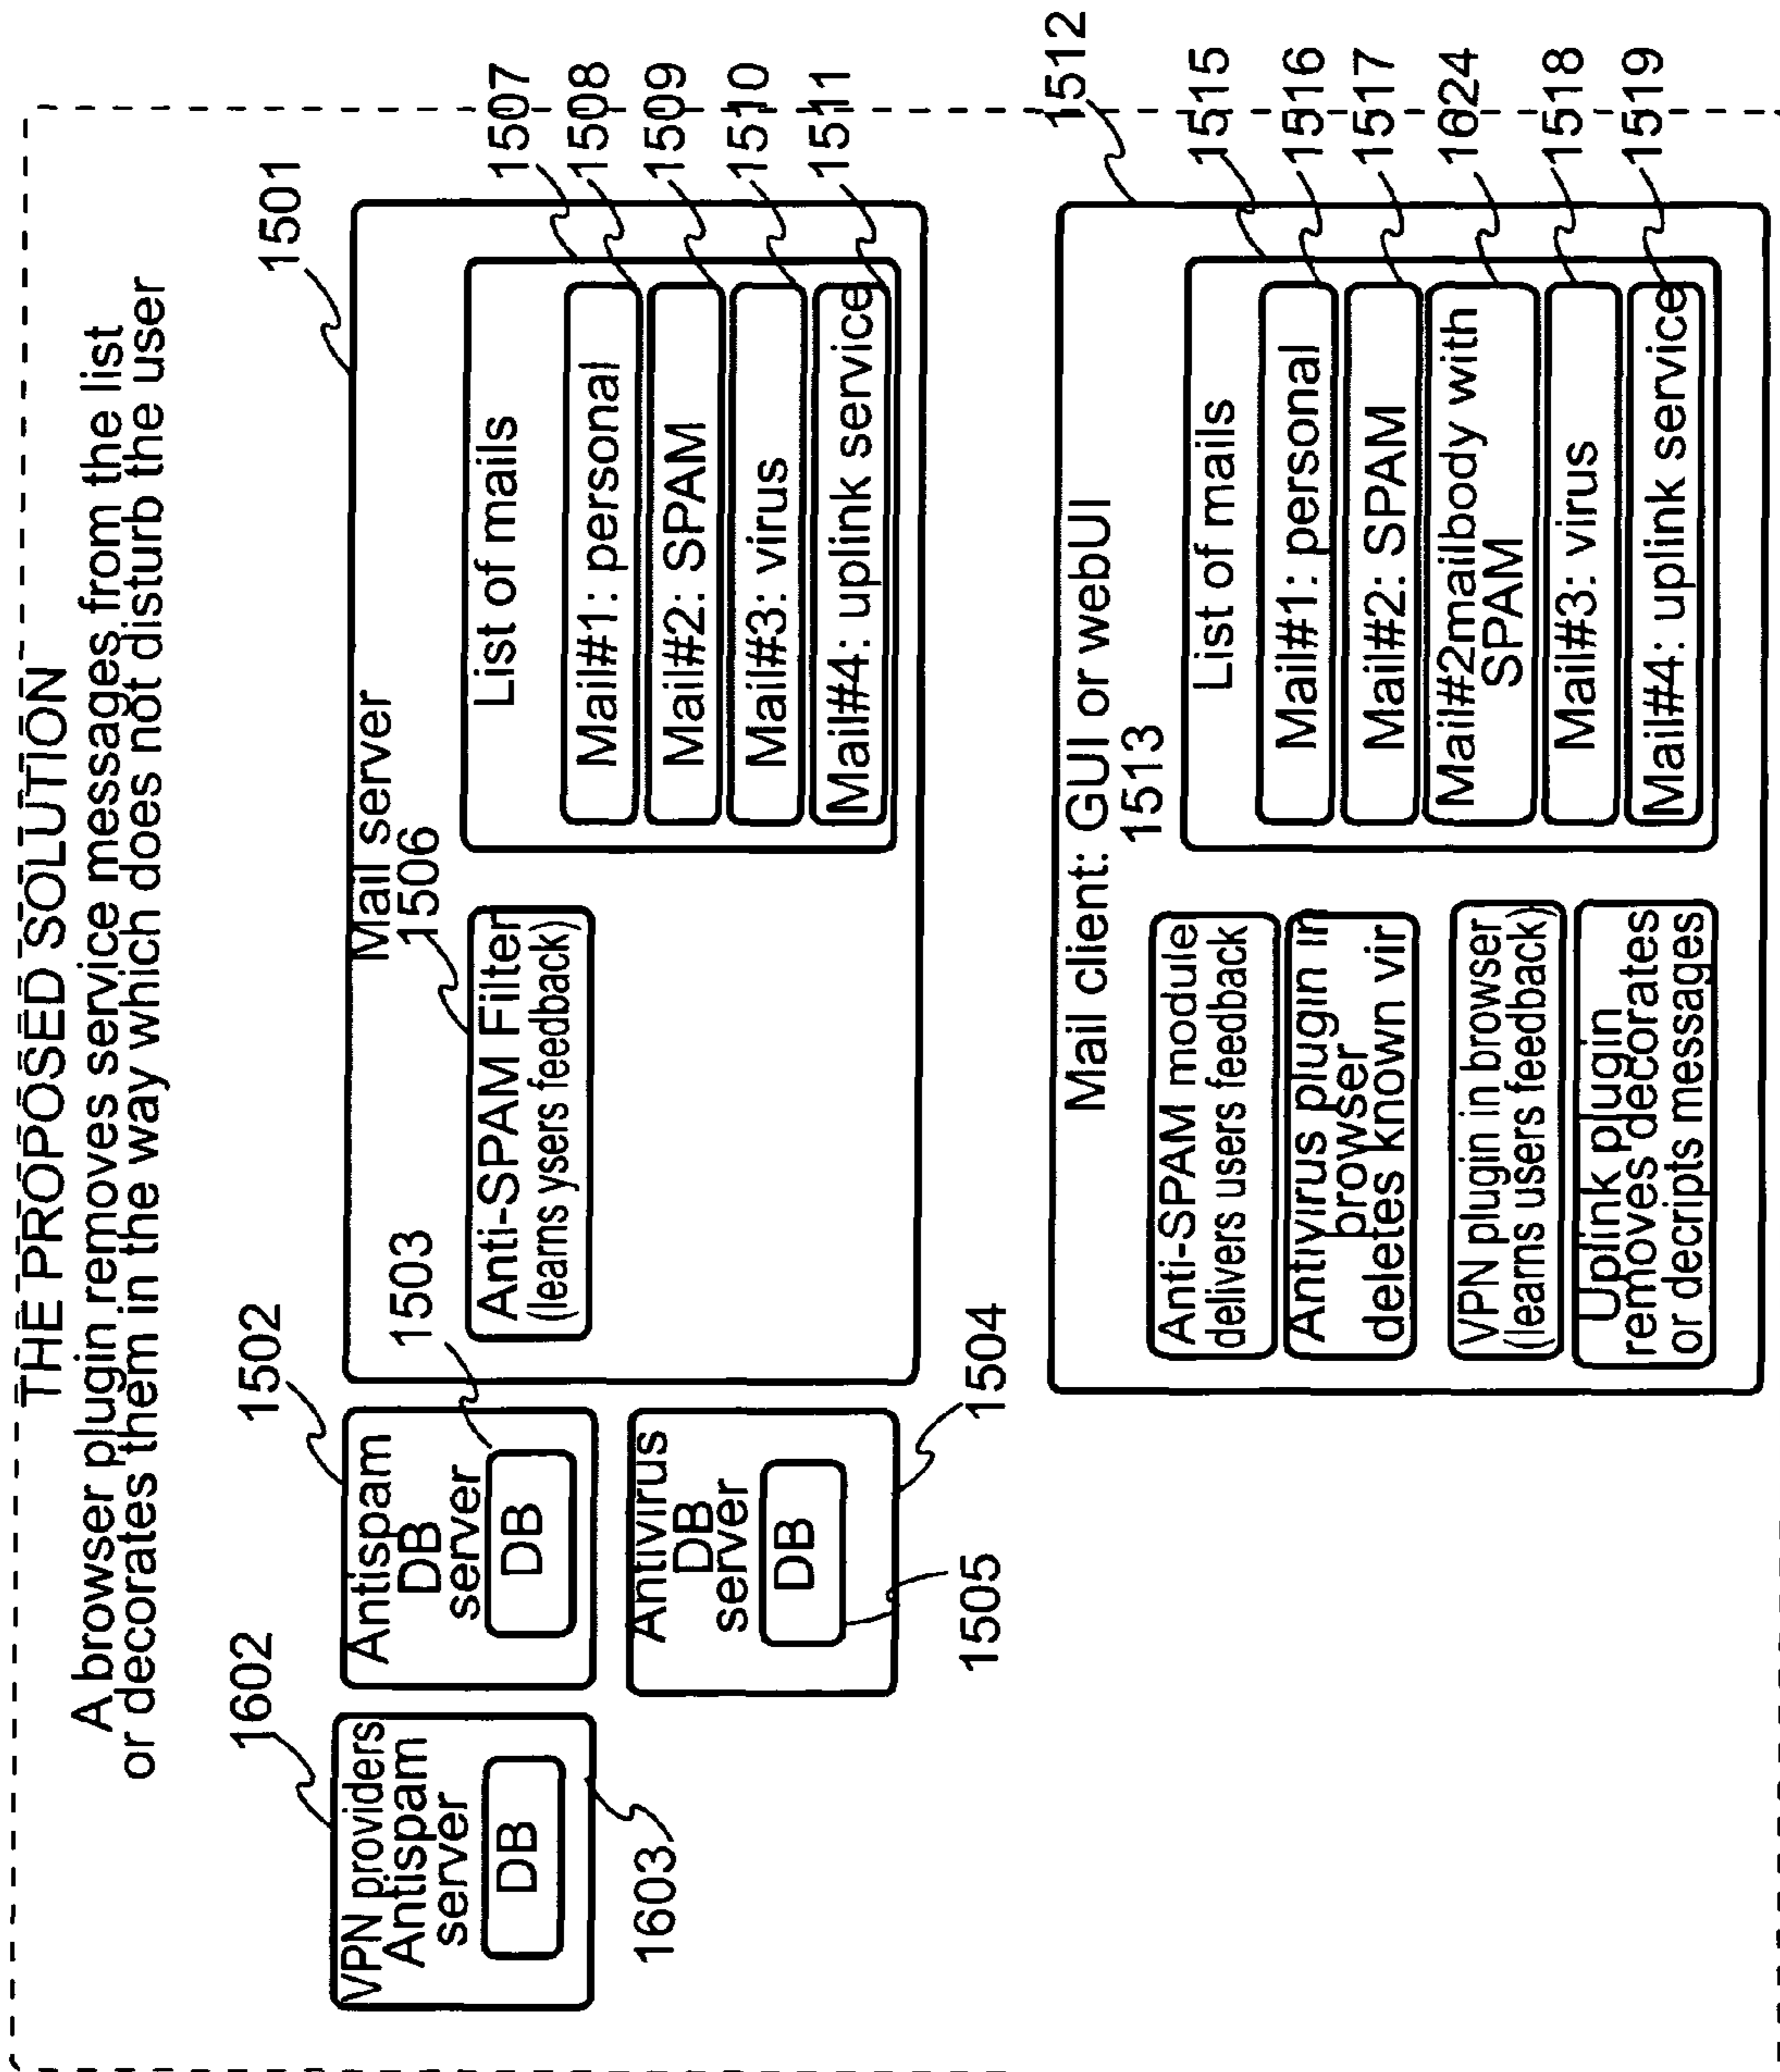 THE PROPOSED SOLUTION
A browser plugin removes service messages from the list
or decorates them in the way which does not disturb the user
1602
VPN providers
Antispam
server
DB
1603
1502
Antispam
DB
server
DB
1503
Antivirus
DB
server
DB
1504
1505
1501
Mail server
1506
Anti-SPAM Filter
(learns ysers feedback)
List of mails
Mail#1: personal
Mail#2: SPAM
Mail#3: virus
Mail#4: uplink service
1507
1508
1509
1510
1511
1512
Mail client: GUI or webUI
1513
Anti-SPAM module
delivers users feedback
Antivirus plugin in
browser
deletes known vir
VPN plugin in browser
(learns users feedback)
Uplink plugin
removes decorates
or decripts messages
List of mails
Mail#1: personal
Mail#2: SPAM
Mail#2mailbody with
SPAM
Mail#3: virus
Mail#4: uplink service
1515
1516
1517
1624
1518
1519